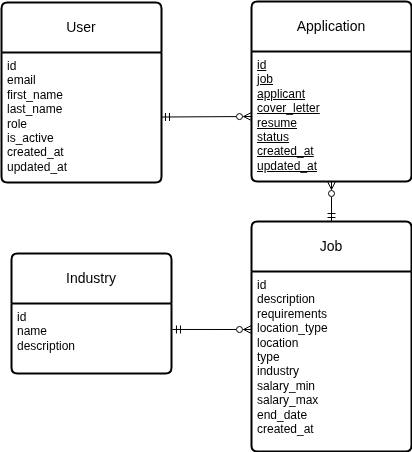 User
id
email
first_name
last_name
role
is_active
created_at
updated_at
Application
id
job
applicant
cover_letter
resume
status
created_at
updated_at
Industry
id
name
description
Job
id
description
requirements
location_type
location
type
industry
salary_min
salary_max
end_date
created_at